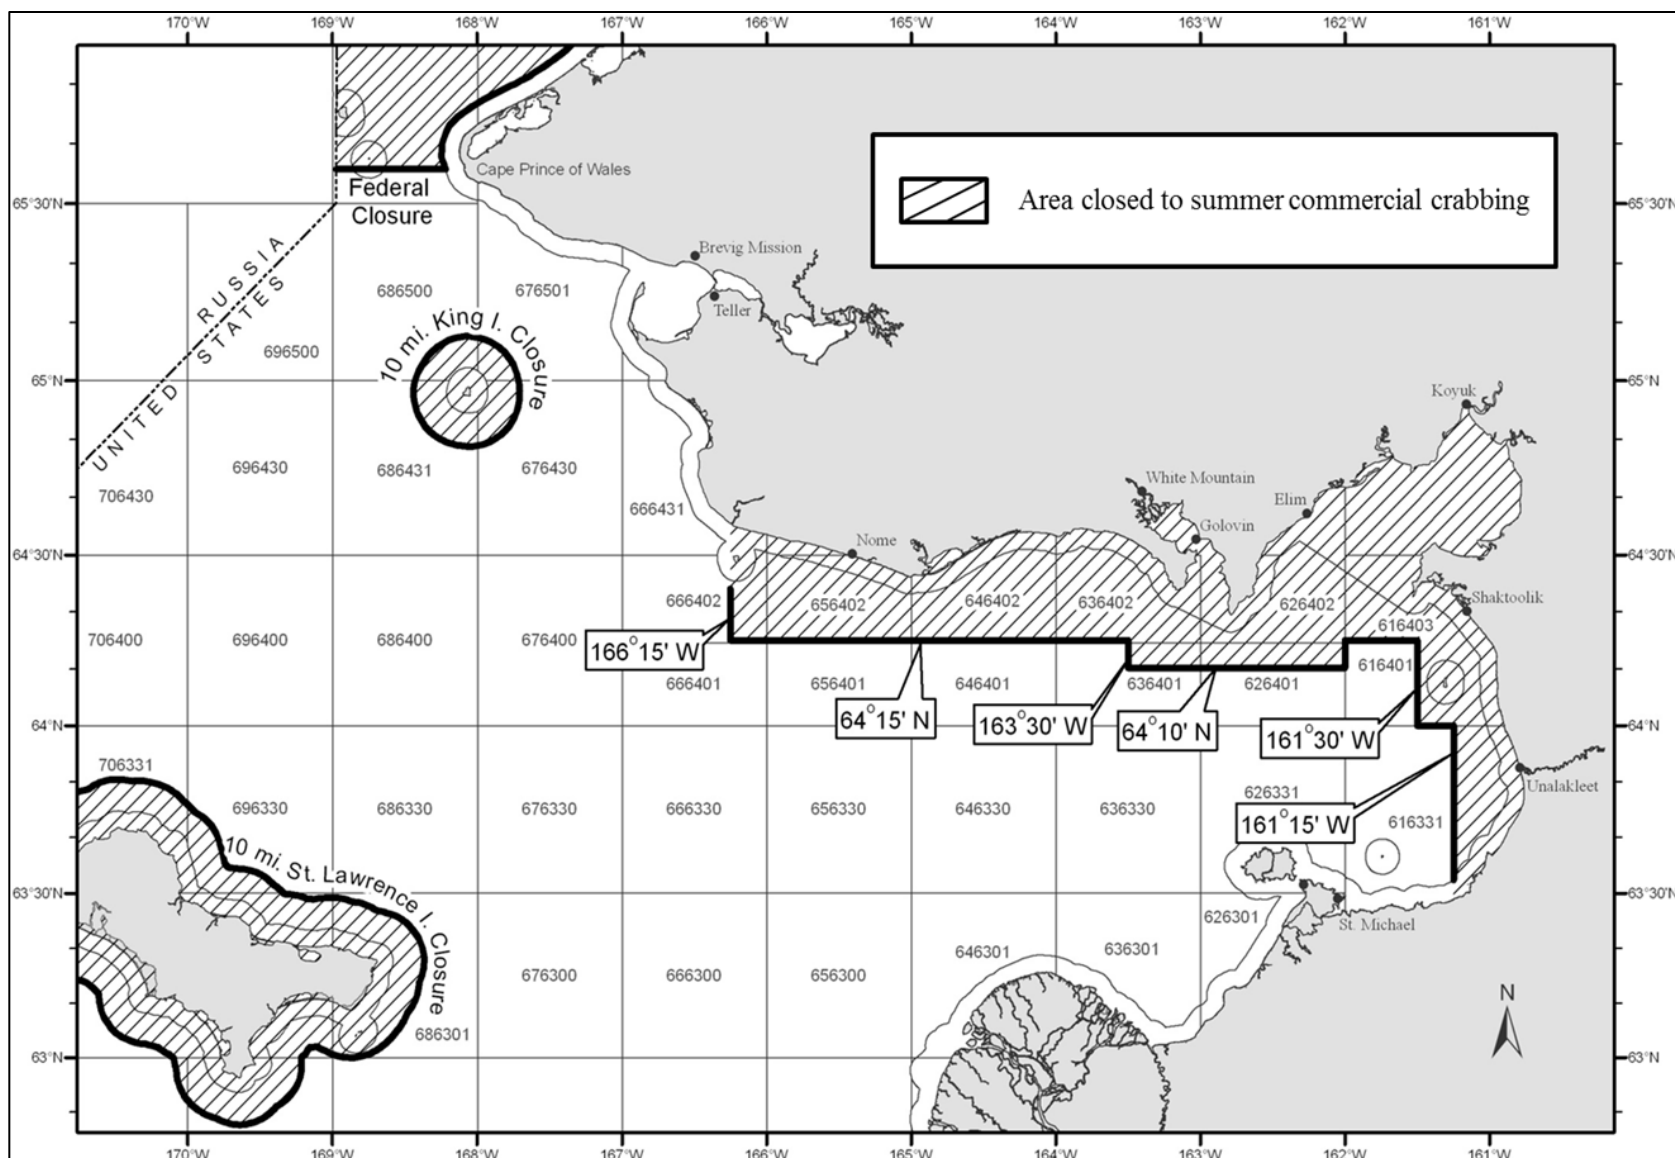 170°W 169°W 168°W 167°W 166°W 165°W 164°W 163°W 162°W 161°W
Cape Prince of Wales
Federal
Closure
Area closed to summer commercial crabbing
65°30'N 65°30'N
RUSSIA
UNITED STATES
Brevig Mission
Teller
686500 676501
10 mi. King I. Closure
696500
65°N 65°N
Koyuk
696430 686431 676430
706430
666431
White Mountain
Elim
Golovin
Nome
64°30'N 64°30'N
666402 656402 646402 636402 626402
Shaktoolik
616403
706400 696400 686400 676400
166°15' W
616401
666401 656401 646401 636401 626401
64°15' N
163°30' W
64°10' N
161°30' W
64°N 64°N
706331
Unalakleet
626331
696330 686330 676330 666330 656330 646330 636330
161°15' W
616331
10 mi. St. Lawrence I. Closure
63°30'N 63°30'N
626301
St. Michael
646301 636301
676300 666300 656300
N
686301
63°N 63°N
170°W 169°W 168°W 167°W 166°W 165°W 164°W 163°W 162°W 161°W